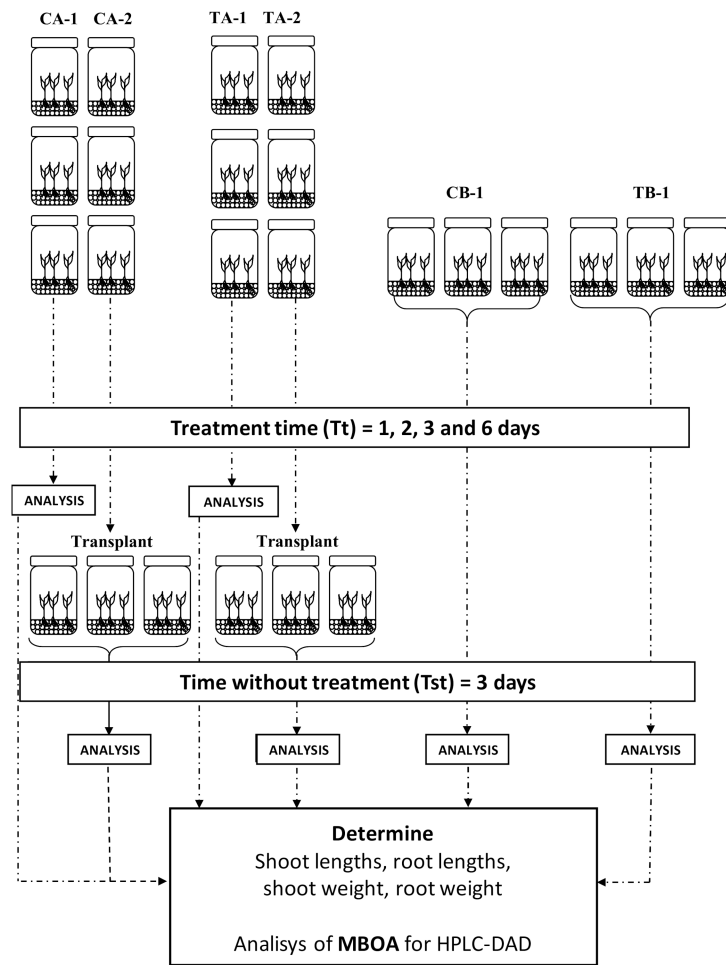 CA-1 CA-2 TA-1 TA-2
CB-1 TB-1
Treatment time (Tt) = 1, 2, 3 and 6 days
ANALYSIS ANALYSIS
Transplant Transplant
Time without treatment (Tst) = 3 days
ANALYSIS ANALYSIS ANALYSIS ANALYSIS
Determine
Shoot lengths, root lengths,
shoot weight, root weight
Analisys of MBOA for HPLC-DAD